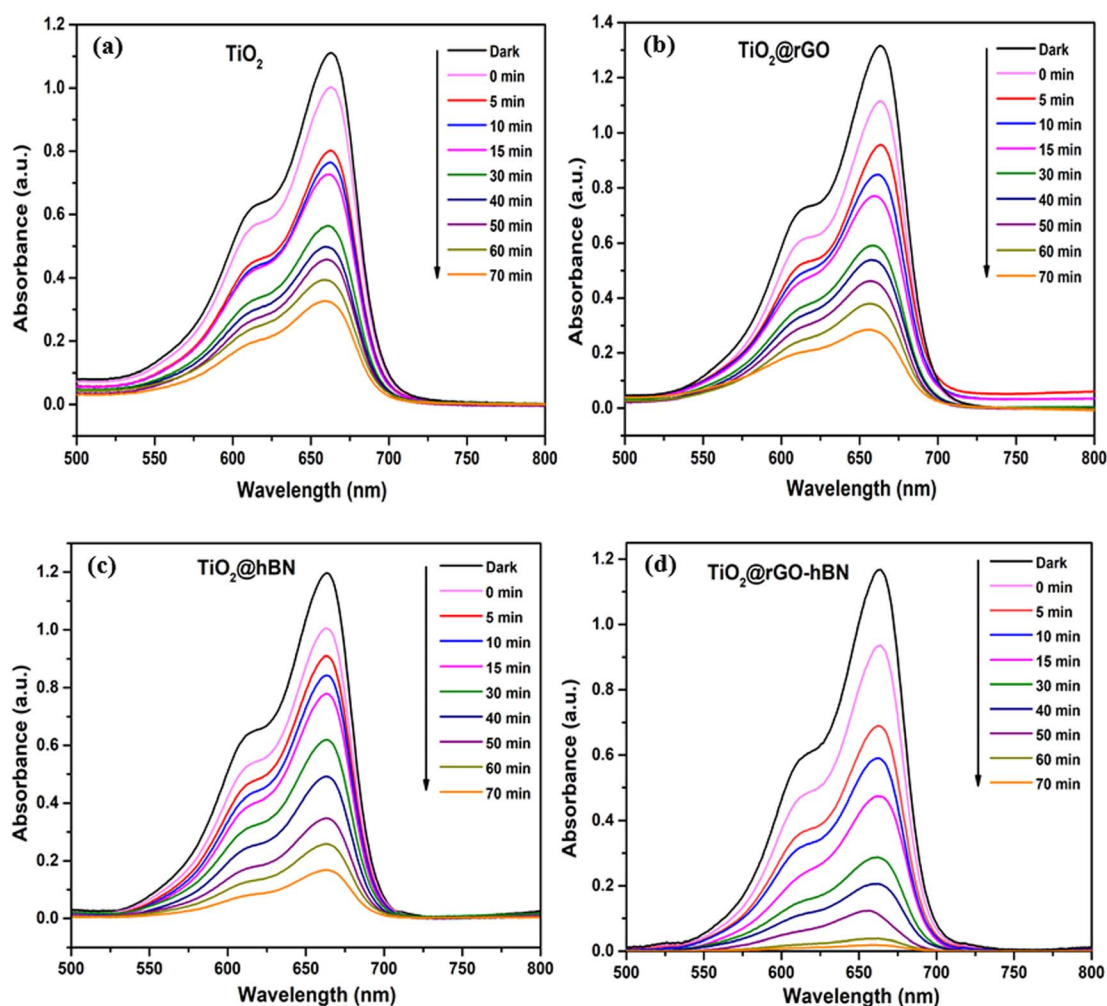 (a)
TiO2
Dark
0 min
5 min
10 min
15 min
30 min
40 min
50 min
60 min
70 min
1.2
1.0
0.8
0.6
0.4
0.2
0.0
Absorbance (a.u.)
500 550 600 650 700 750 800
Wavelength (nm)
(b)
TiO2@rGO
Dark
0 min
5 min
10 min
15 min
30 min
40 min
50 min
60 min
70 min
1.4
1.2
1.0
0.8
0.6
0.4
0.2
0.0
Absorbance (a.u.)
500 550 600 650 700 750 800
Wavelength (nm)
(c)
TiO2@hBN
Dark
0 min
5 min
10 min
15 min
30 min
40 min
50 min
60 min
70 min
1.2
1.0
0.8
0.6
0.4
0.2
0.0
Absorbance (a.u.)
500 550 600 650 700 750 800
Wavelength (nm)
(d)
TiO2@rGO-hBN
Dark
0 min
5 min
10 min
15 min
30 min
40 min
50 min
60 min
70 min
1.2
1.0
0.8
0.6
0.4
0.2
0.0
Absorbance (a.u.)
500 550 600 650 700 750 800
Wavelength (nm)